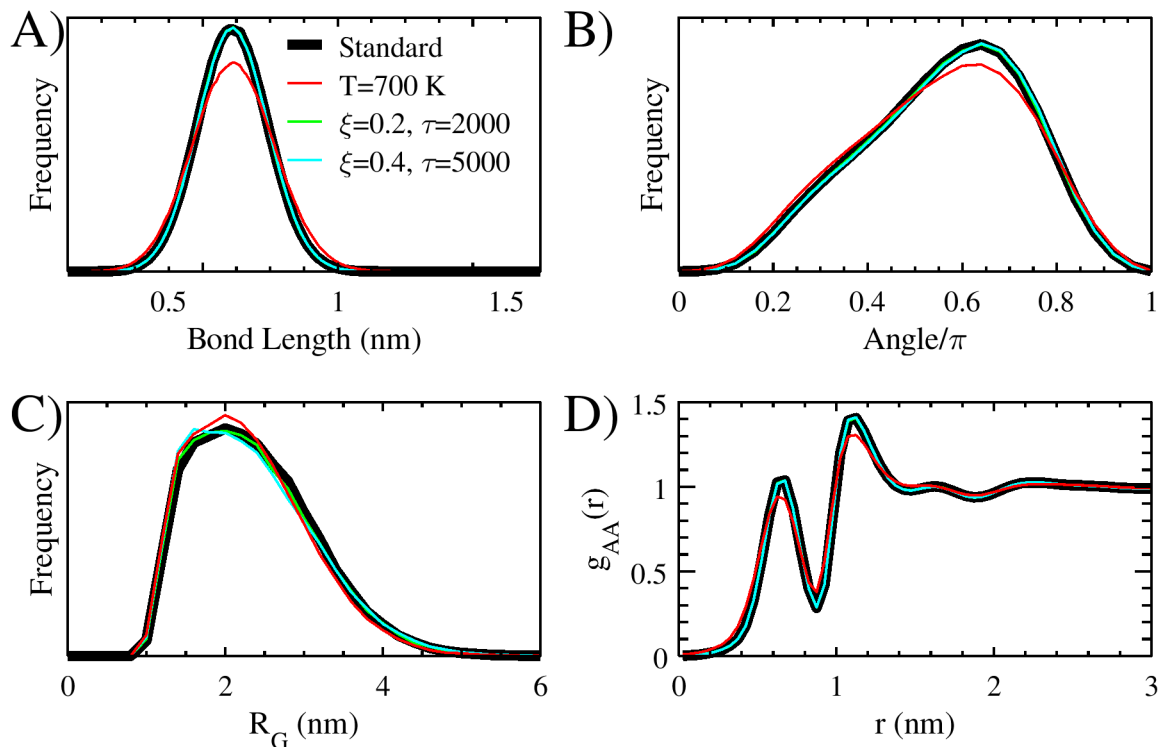 A)
Frequency
Standard
T=700 K
ξ=0.2, τ=2000
ξ=0.4, τ=5000
0.5 1 1.5
Bond Length (nm)
B)
Frequency
0 0.2 0.4 0.6 0.8 1
Angle/π
C)
Frequency
0 2 4 6
R_G (nm)
D)
g_AA(r)
1.5
1
0.5
0
0 1 2 3
r (nm)